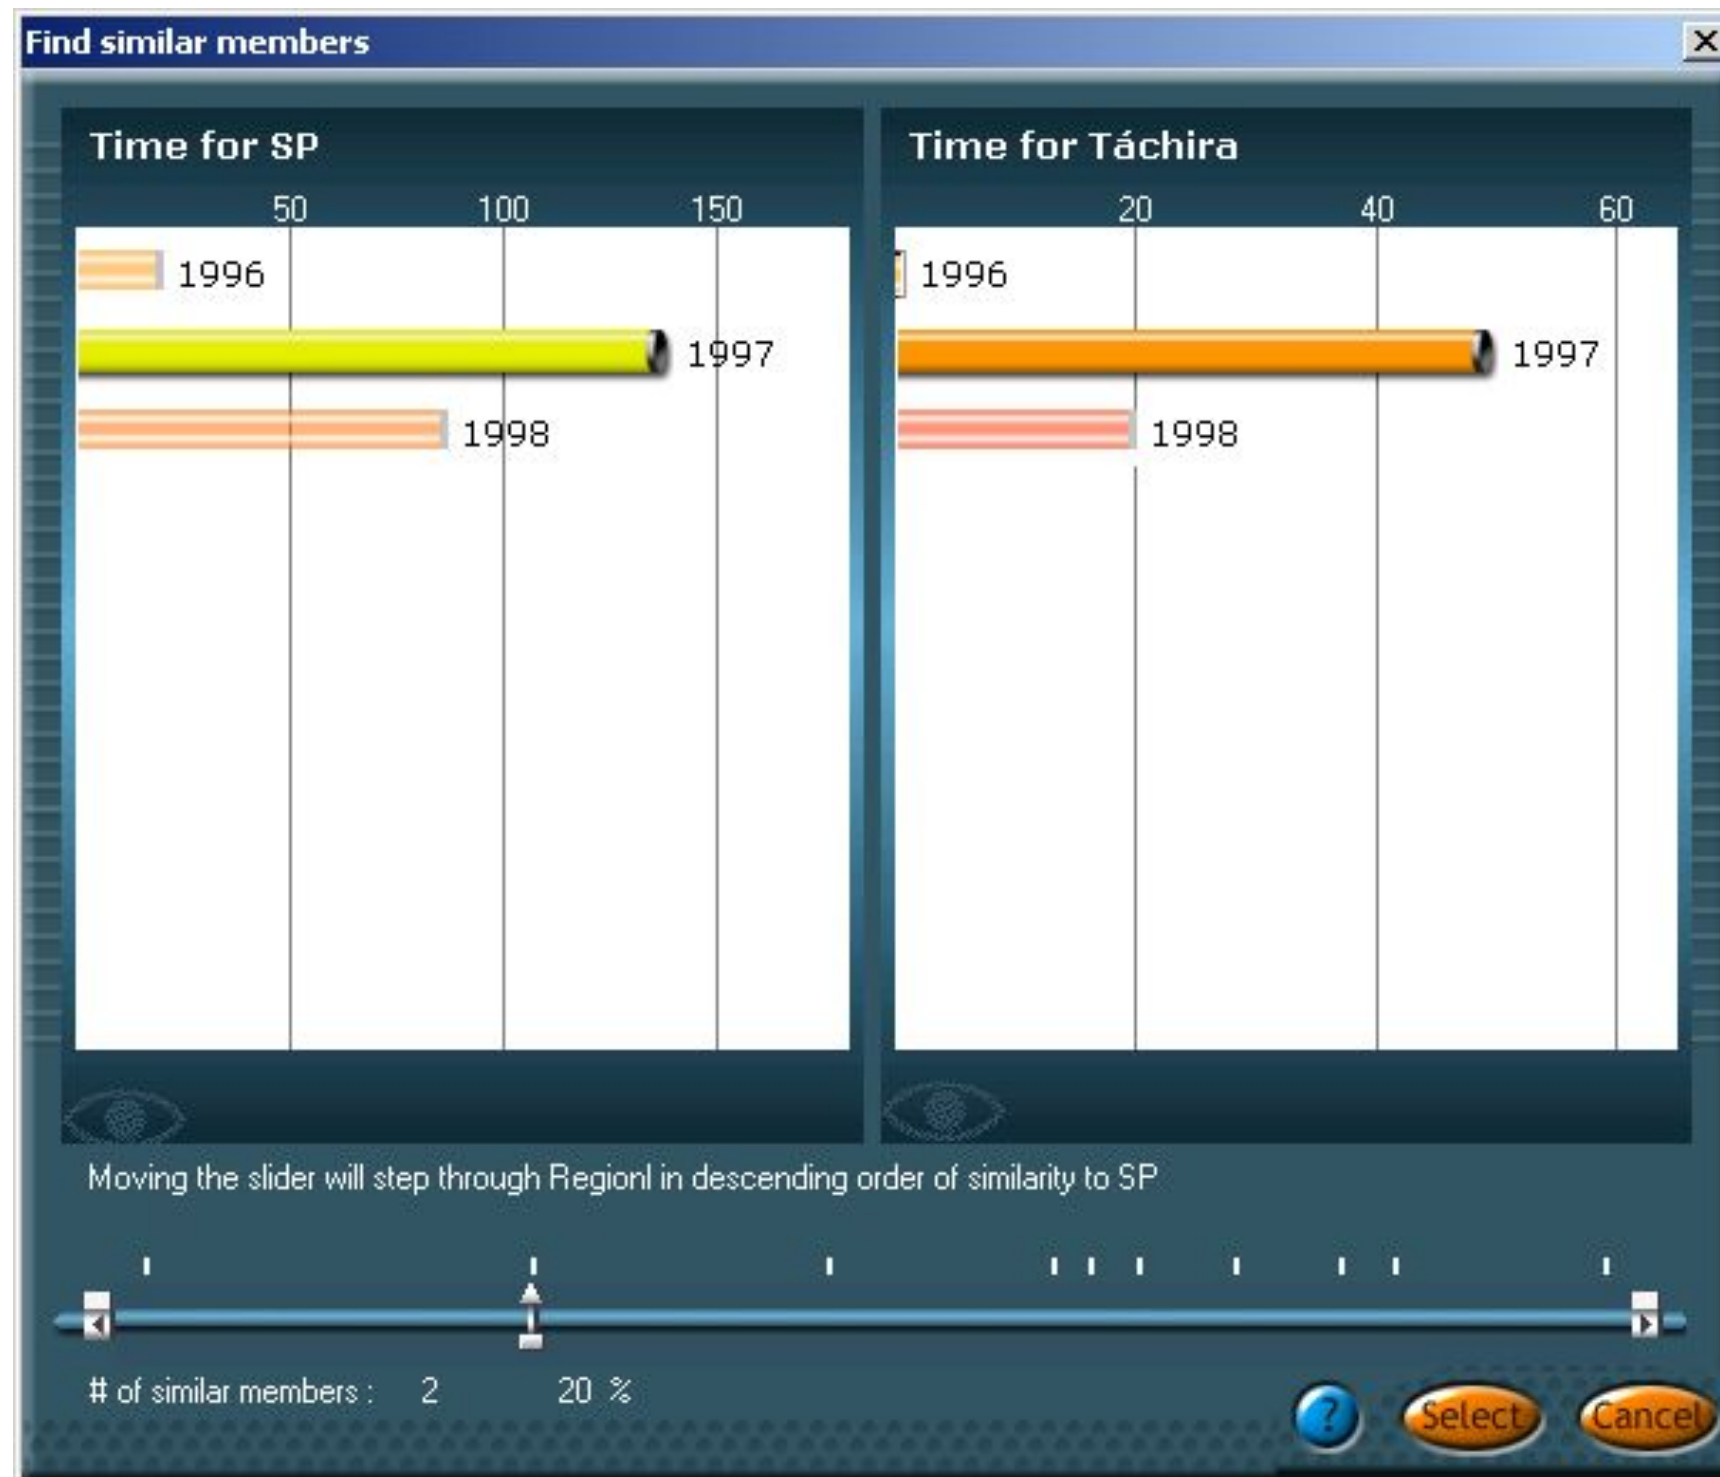 Find similar members
Time for SP
50 100 150
1996
1997
1998
Time for Táchira
20 40 60
1996
1997
1998
Moving the slider will step through Regionl in descending order of similarity to SP
# of similar members : 2 20 %
? Select Cancel